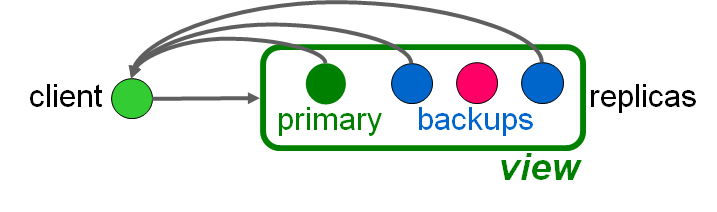 client
replicas
primary
backups
view